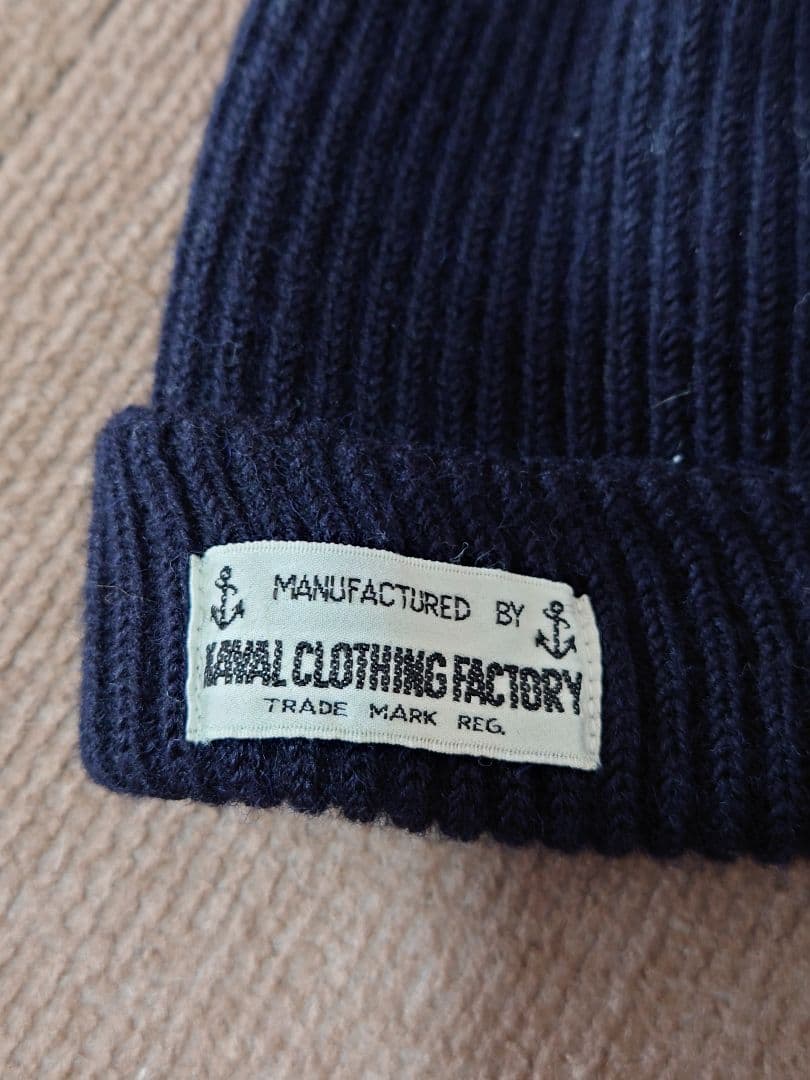 MANUFACTURED BY
NAVAL CLOTHING FACTORY
TRADE MARK REG.